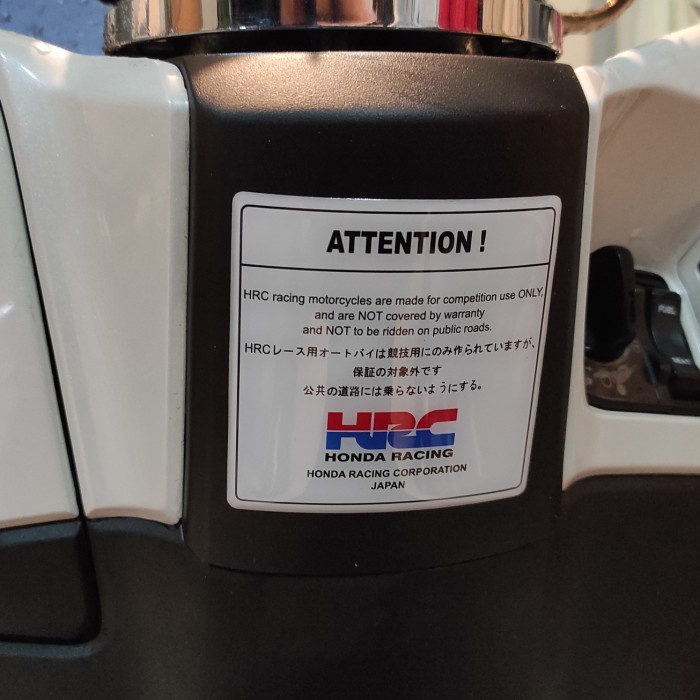 ATTENTION !
HRC racing motorcycles are made for competition use ONLY,
and are NOT covered by warranty
and NOT to be ridden on public roads.
HRCレース用オートバイは競技用にのみ作られていますが、
保証の対象外です
公共の道路には乗らないようにする。
HRC
HONDA RACING
HONDA RACING CORPORATION
JAPAN
FUEL